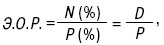 Э.О.Р. = N (%) / P (%) = D / P,